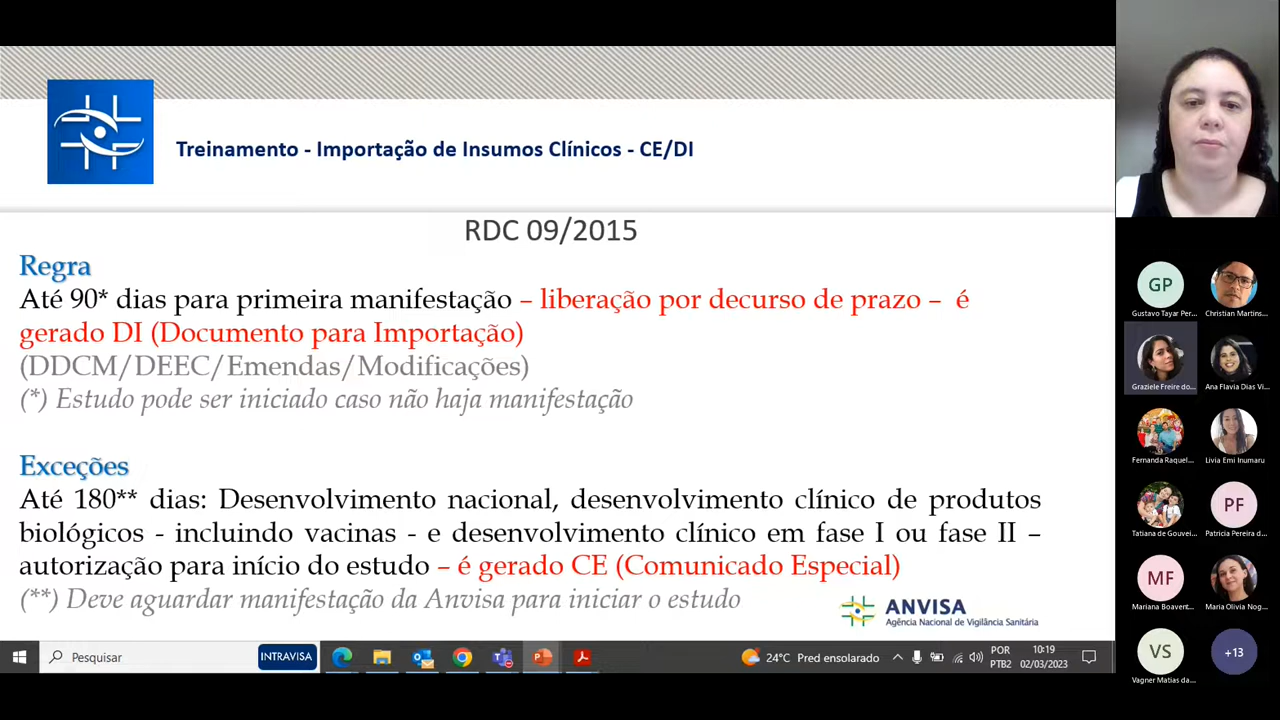 Treinamento - Importação de Insumos Clínicos - CE/DI
RDC 09/2015
Regra
Até 90* dias para primeira manifestação – liberação por decurso de prazo – é
gerado DI (Documento para Importação)
(DDCM/DEEC/Emendas/Modificações)
(*) Estudo pode ser iniciado caso não haja manifestação
Exceções
Até 180** dias: Desenvolvimento nacional, desenvolvimento clínico de produtos
biológicos - incluindo vacinas - e desenvolvimento clínico em fase I ou fase II –
autorização para início do estudo – é gerado CE (Comunicado Especial)
(**) Deve aguardar manifestação da Anvisa para iniciar o estudo
ANVISA
Agência Nacional de Vigilância Sanitária
Pesquisar
INTRAVISA
24°C Pred ensolarado
POR
PTB2
10:19
02/03/2023
GP
Gustavo Tayar Per...
Christian Martins...
Graziele Freire do...
Ana Flavia Dias Vi...
Fernanda Raquel...
Livia Emi Inumaru
Tatiana de Gouvei...
PF
Patricia Pereira d...
MF
Mariana Boavent...
Maria Olivia Nog...
VS
Vagner Matias da...
+13